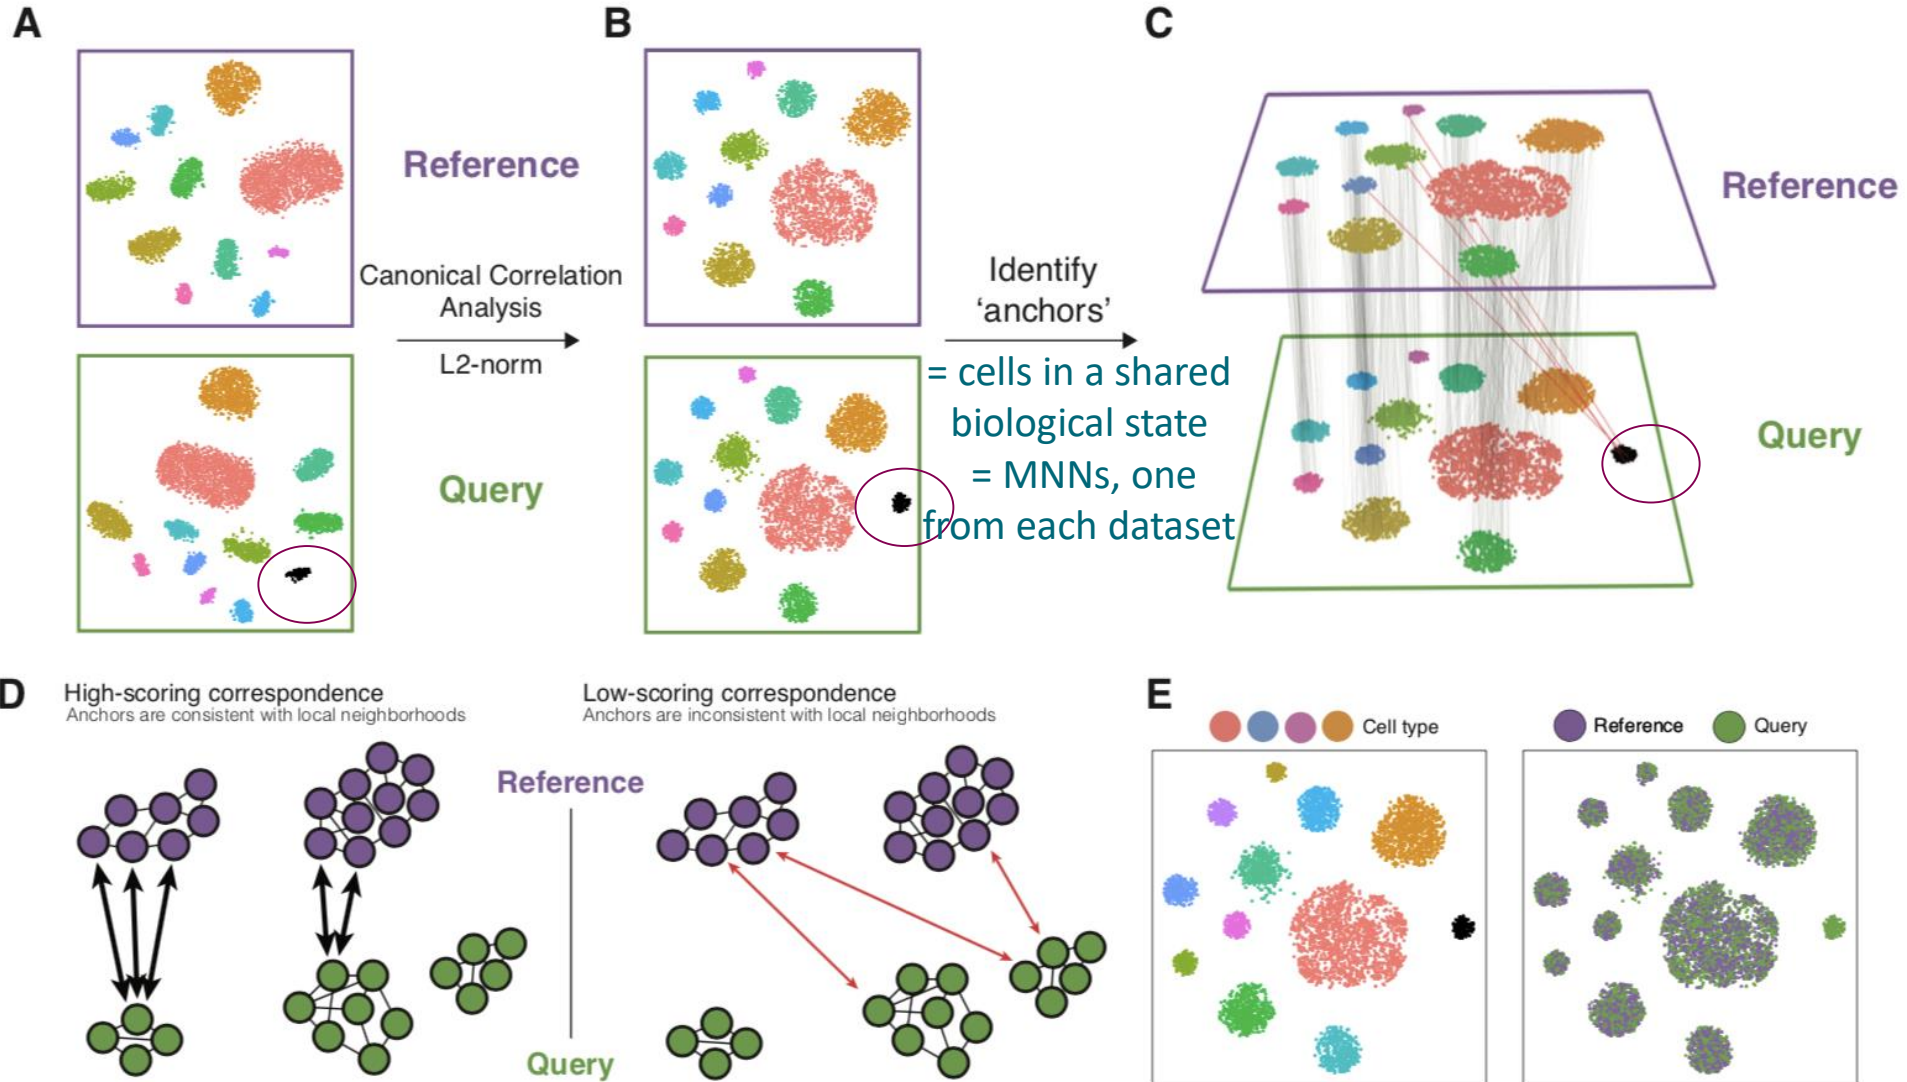 A
Reference
Canonical Correlation
Analysis
L2-norm
Query
B
Identify
‘anchors’
= cells in a shared
biological state
= MNNs, one
from each dataset
C
Reference
Query
D
High-scoring correspondence
Anchors are consistent with local neighborhoods
Low-scoring correspondence
Anchors are inconsistent with local neighborhoods
Reference
Query
E
Cell type
Reference
Query